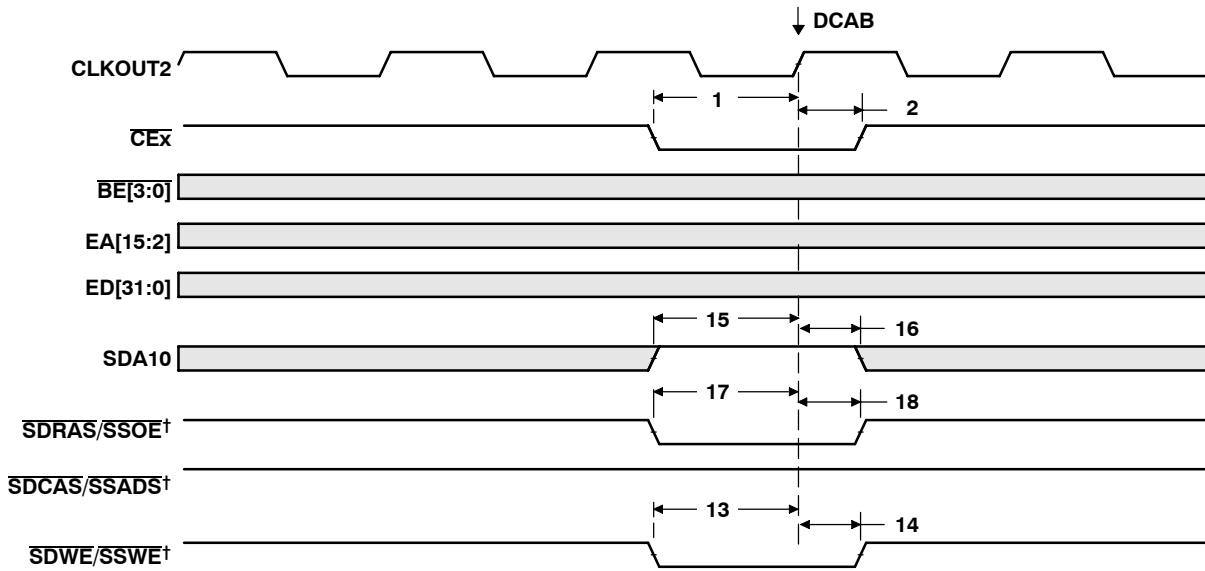 DCAB
CLKOUT2
1
2
CEx
BE[3:0]
EA[15:2]
ED[31:0]
15
16
SDA10
17
18
SDRAS/SSOE†
SDCAS/SSADS†
13
14
SDWE/SSWE†